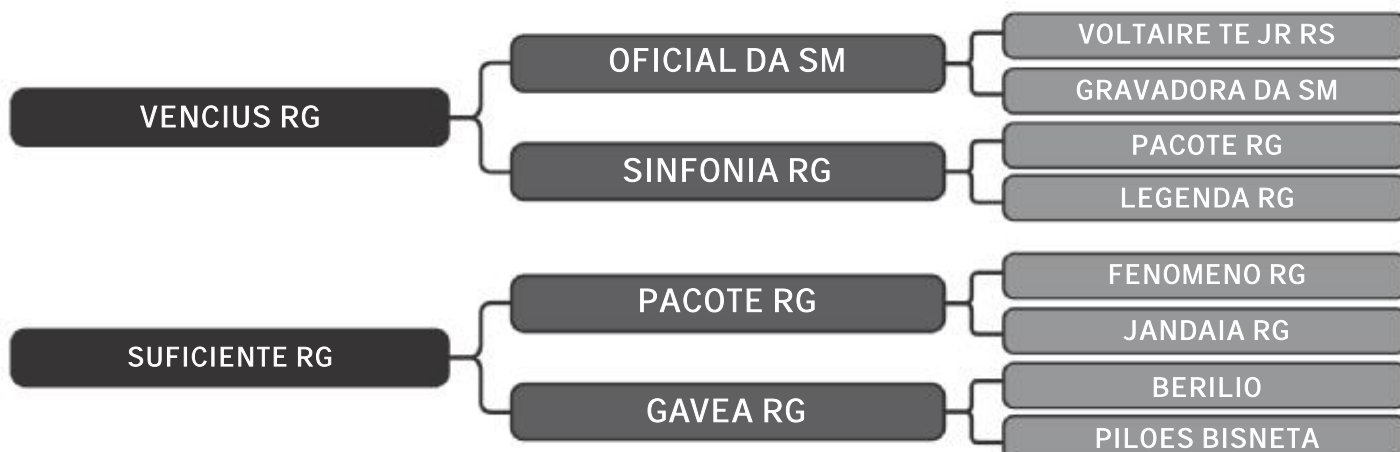 VENCIUS RG
OFICIAL DA SM
VOLTAIRE TE JR RS
GRAVADORA DA SM
SINFONIA RG
PACOTE RG
LEGENDA RG
SUFICIENTE RG
PACOTE RG
FENOMENO RG
JANDAIA RG
GAVEA RG
BERILIO
PILOES BISNETA